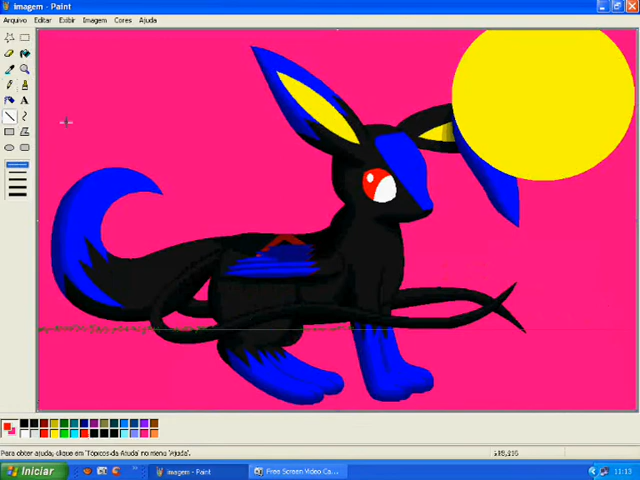 imagem - Paint
Arquivo Editar Exibir Imagem Cores Ajuda
Para obter ajuda, clique em 'Tópicos da Ajuda' no menu 'Ajuda'.
Iniciar
imagem - Paint
Free Scream Video Ca...
11:13